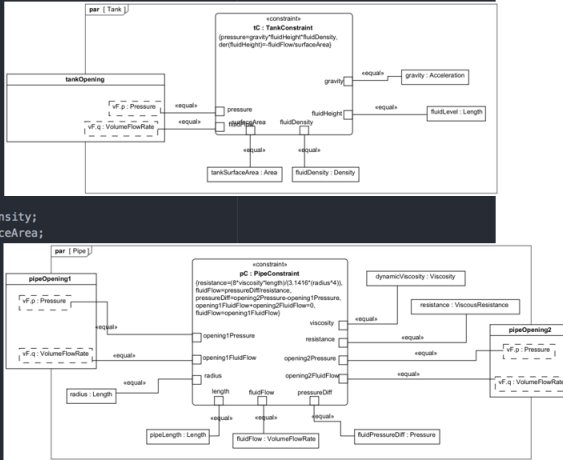 par [ Tank ]
«constraint»
tC : TankConstraint
{pressure=gravity*fluidHeight*fluidDensity,
der(fluidHeight)=-fluidFlow/surfaceArea}
tankOpening
vF.p : Pressure
vF.q : VolumeFlowRate
«equal»
«equal»
pressure
surfaceArea
fluidDensity
gravity
fluidHeight
«equal»
«equal»
gravity : Acceleration
fluidLevel : Length
«equal»
«equal»
tankSurfaceArea : Area
fluidDensity : Density
nsity;
ceArea;
par [ Pipe ]
«constraint»
pC : PipeConstraint
{resistance=(8*viscosity*length)/(3.1416*(radius^4)),
fluidFlow=pressureDiff/resistance,
pressureDiff=opening2Pressure-opening1Pressure,
opening1FluidFlow+opening2FluidFlow=0,
fluidFlow=opening1FluidFlow}
pipeOpening1
vF.p : Pressure
vF.q : VolumeFlowRate
dynamicViscosity : Viscosity
resistance : ViscousResistance
pipeOpening2
vF.p : Pressure
vF.q : VolumeFlowRate
«equal»
«equal»
«equal»
opening1Pressure
opening1FluidFlow
radius
length
fluidFlow
pressureDiff
viscosity
resistance
opening2Pressure
opening2FluidFlow
«equal»
«equal»
«equal»
«equal»
radius : Length
«equal»
«equal»
«equal»
pipeLength : Length
fluidFlow : VolumeFlowRate
fluidPressureDiff : Pressure